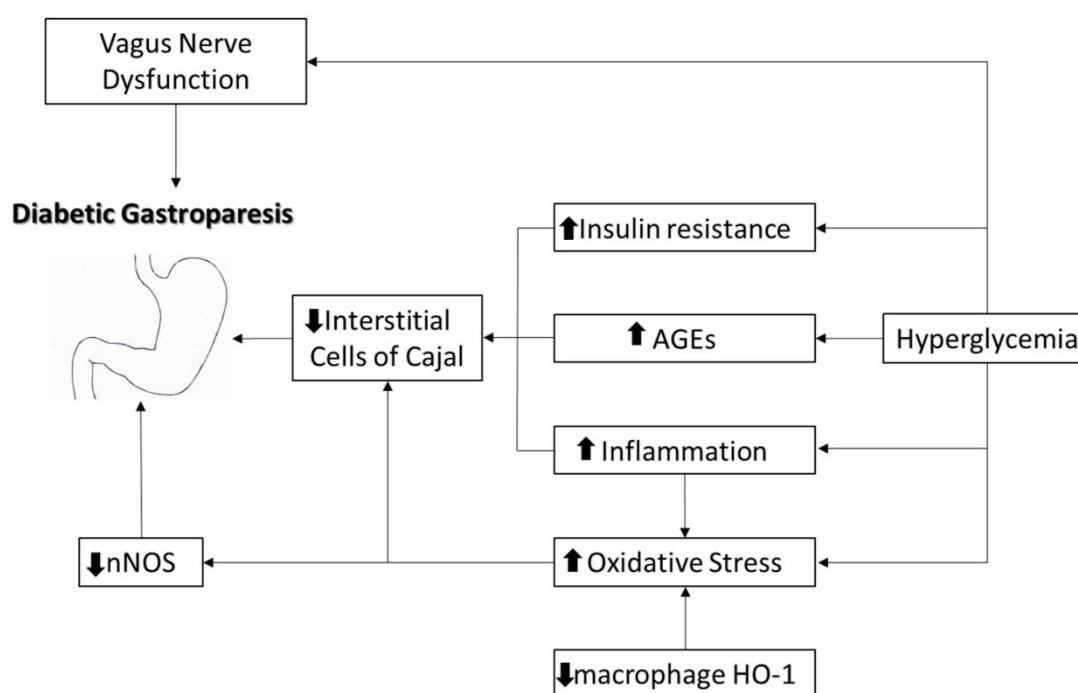 Vagus Nerve
Dysfunction
Diabetic Gastroparesis
⬆Insulin resistance
⬇Interstitial
Cells of Cajal
⬆ AGEs
Hyperglycemia
⬆ Inflammation
⬇nNOS
⬆ Oxidative Stress
⬇macrophage HO-1